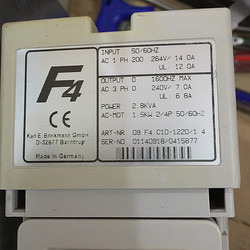 F4
CE
Karl E. Brinkmann GmbH
D-32677 Barntrup
Made in Germany
INPUT 50/60HZ
AC 1 PH 200...264V/ 14.0A
UL: 12.0A
OUTPUT 0 1600HZ MAX
AC 3 PH 0 240V/ 7.0A
UL: 6.8A
POWER 2.8KVA
AC-MOT. 1.5KW 2/4P 50/60HZ
ART-NR 09 F4 C1D-1220/1.4
SER-NO. 01140918/0415877